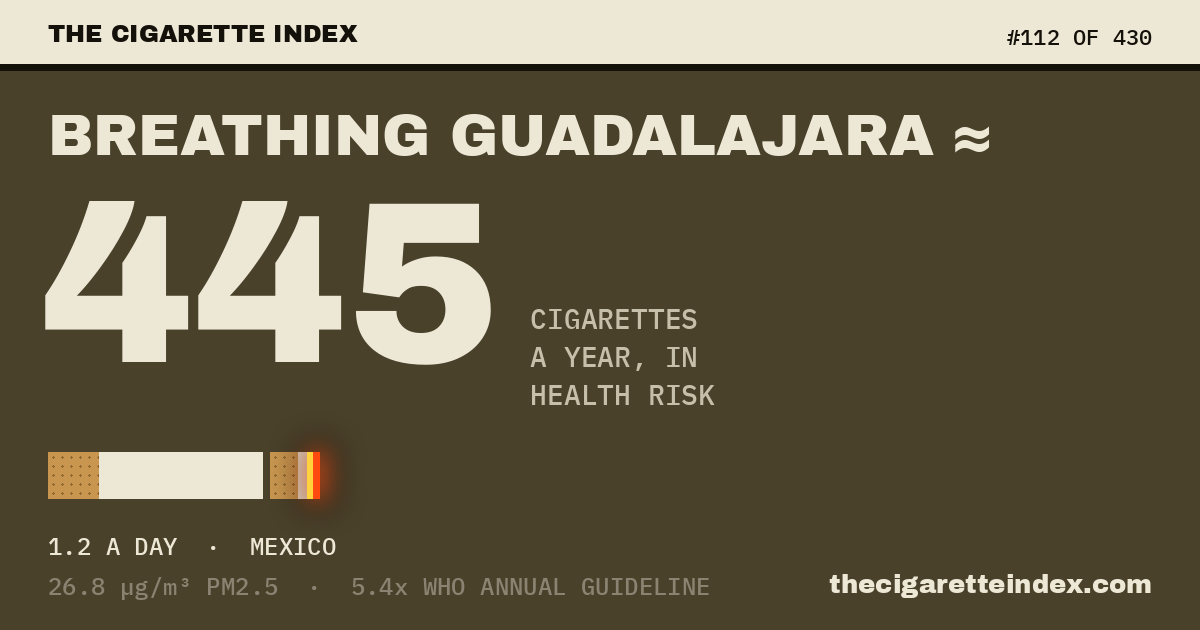 THE CIGARETTE INDEX
#112 OF 430
BREATHING GUADALAJARA ≈
445
CIGARETTES
A YEAR, IN
HEALTH RISK
1.2 A DAY · MEXICO
26.8 µg/m³ PM2.5 · 5.4x WHO ANNUAL GUIDELINE
thecigaretteindex.com